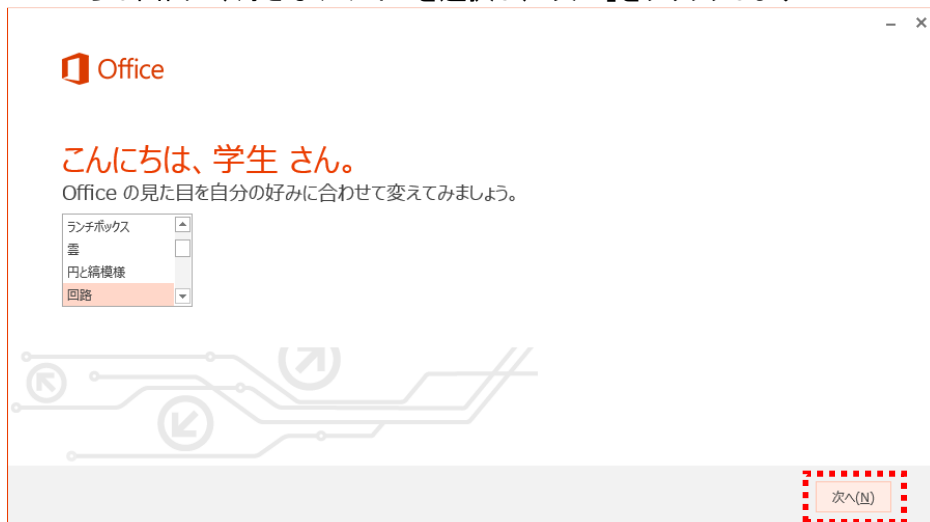 Office
こんにちは、学生 さん。
Office の見た目を自分の好みに合わせて変えてみましょう。
ランチボックス
雲
円と縞模様
回路
次へ(N)